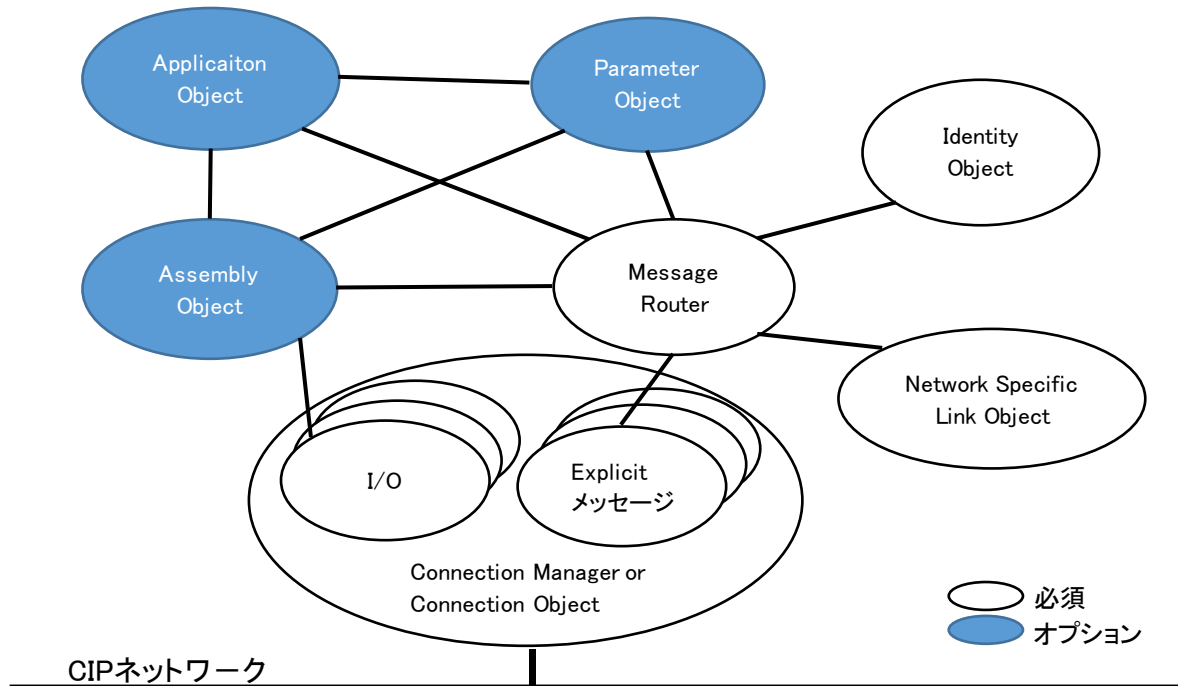 Applicaiton
Object
Parameter
Object
Identity
Object
Assembly
Object
Message
Router
Network Specific
Link Object
I/O
Explicit
メッセージ
Connection Manager or
Connection Object
必須
オプション
CIPネットワーク